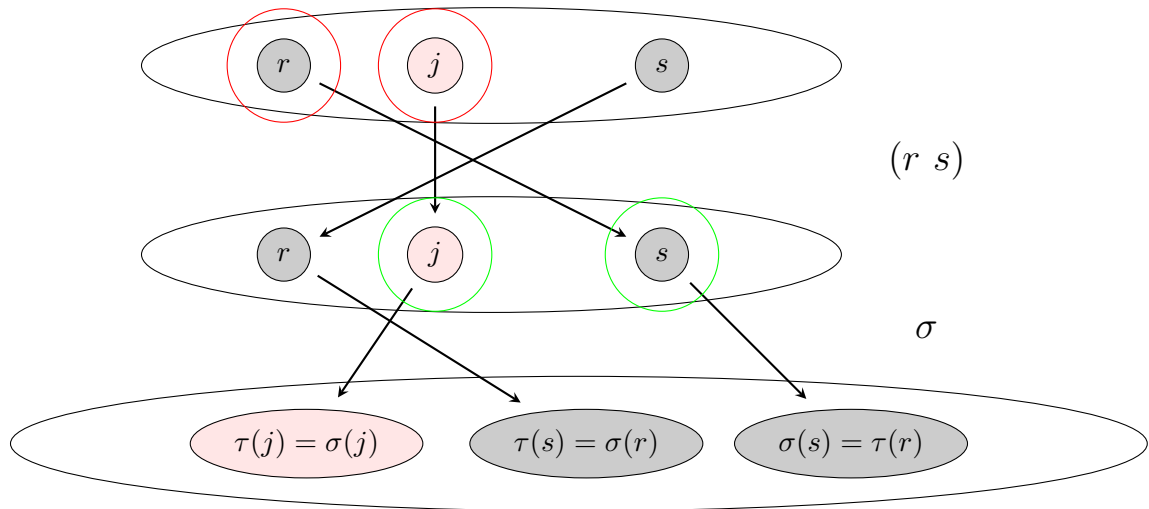 r j s
(r s)
r j s
σ
τ(j) = σ(j) τ(s) = σ(r) σ(s) = τ(r)